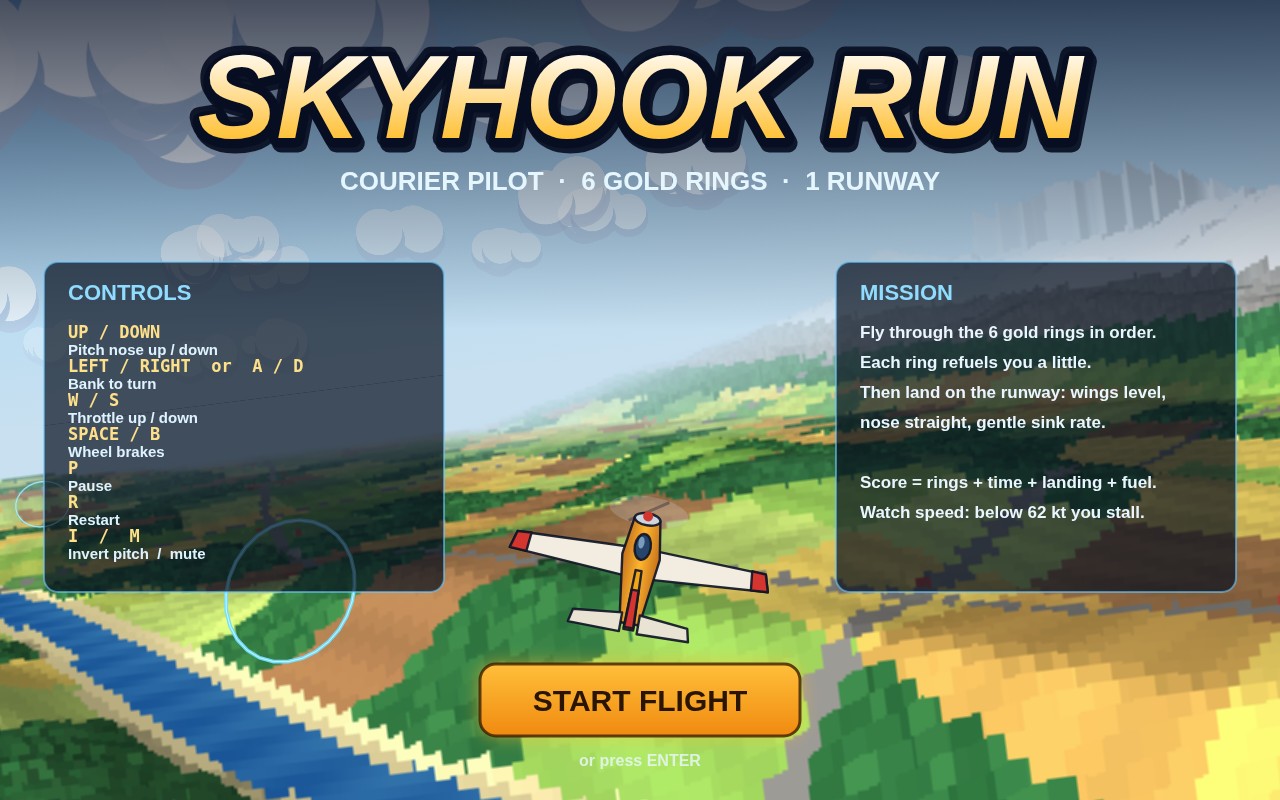 SKYHOOK RUN
COURIER PILOT · 6 GOLD RINGS · 1 RUNWAY
CONTROLS
UP / DOWN
Pitch nose up / down
LEFT / RIGHT or A / D
Bank to turn
W / S
Throttle up / down
SPACE / B
Wheel brakes
P
Pause
R
Restart
I / M
Invert pitch / mute
MISSION
Fly through the 6 gold rings in order.
Each ring refuels you a little.
Then land on the runway: wings level,
nose straight, gentle sink rate.
Score = rings + time + landing + fuel.
Watch speed: below 62 kt you stall.
START FLIGHT
or press ENTER